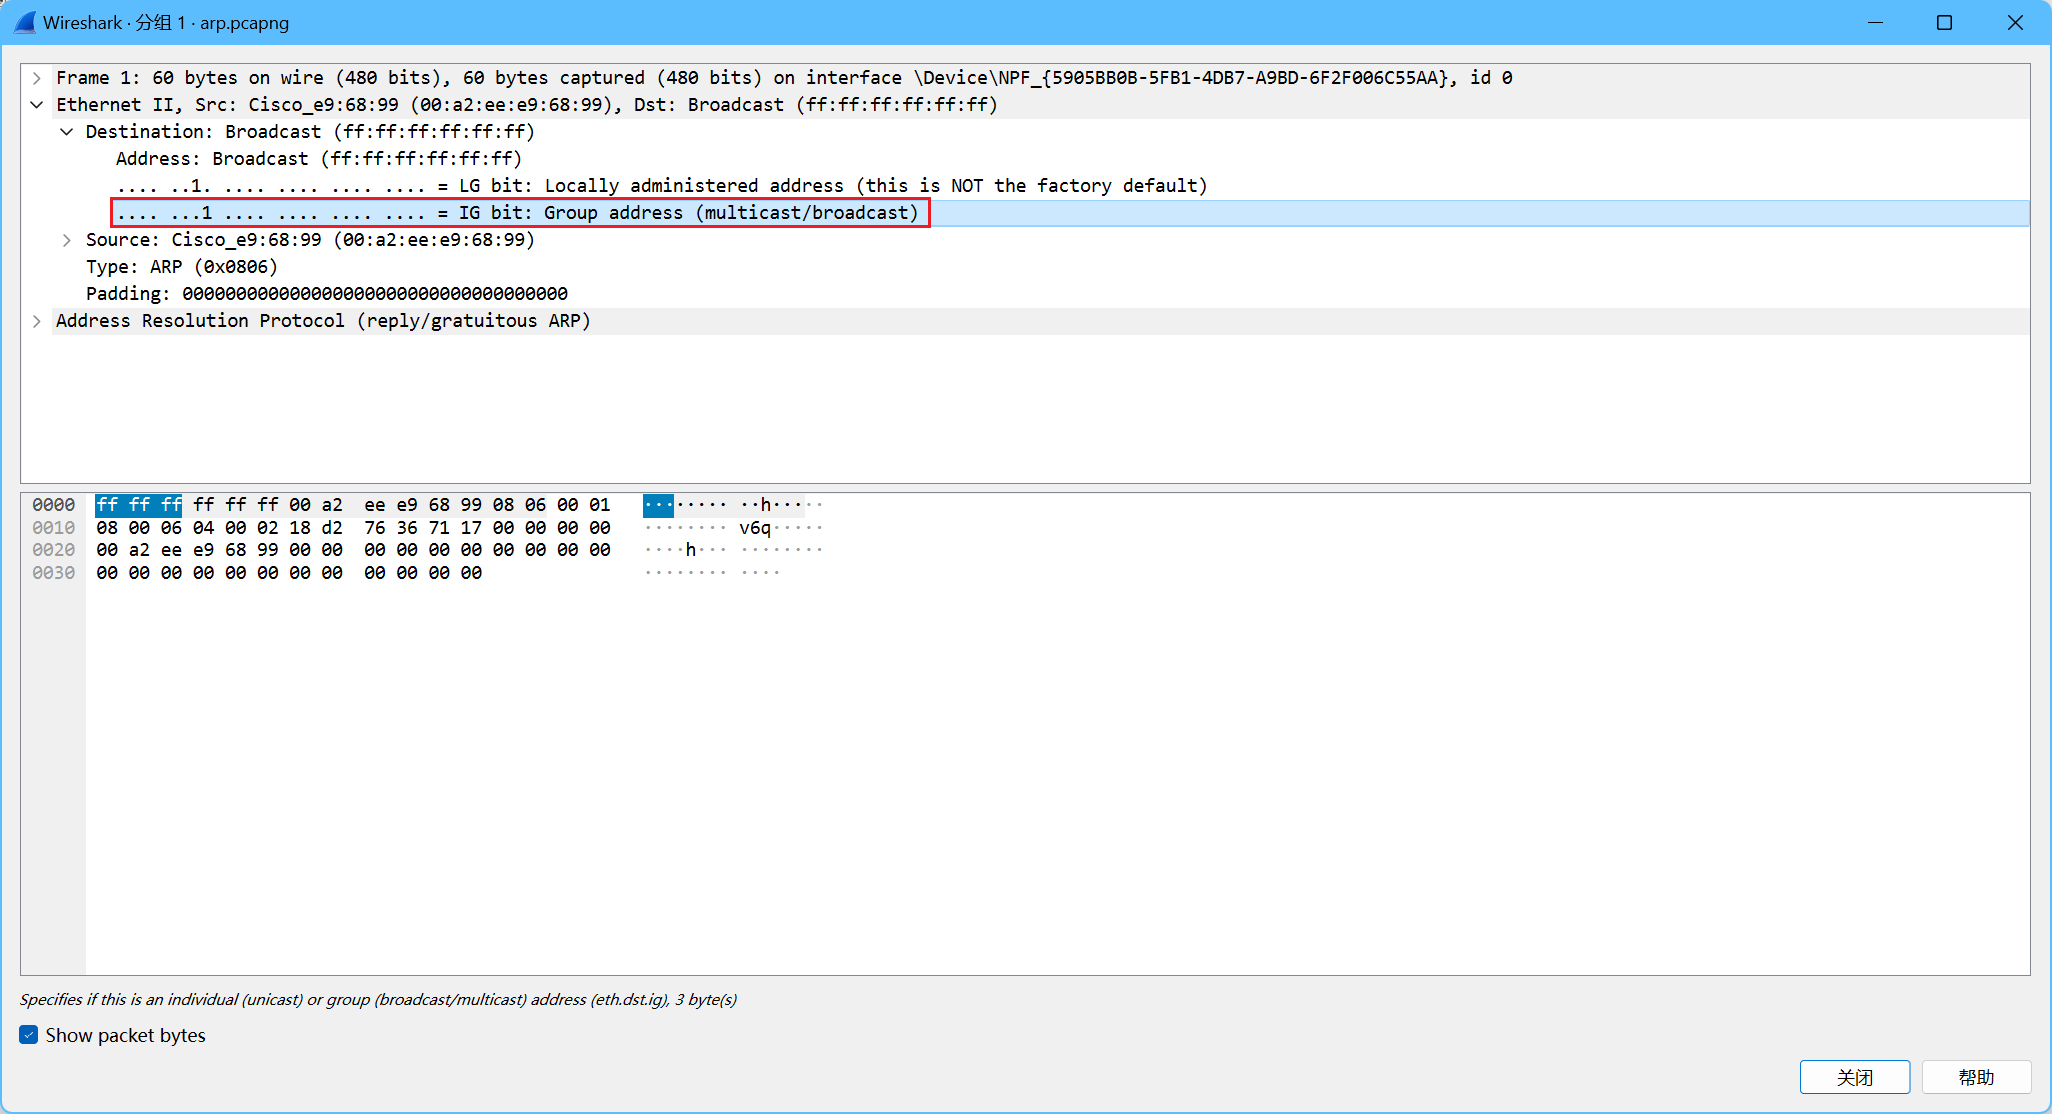 Wireshark · 分组 1 · arp.pcapng
Frame 1: 60 bytes on wire (480 bits), 60 bytes captured (480 bits) on interface \Device\NPF_{5905BB0B-5FB1-4DB7-A9BD-6F2F006C55AA}, id 0
Ethernet II, Src: Cisco_e9:68:99 (00:a2:ee:e9:68:99), Dst: Broadcast (ff:ff:ff:ff:ff:ff)
Destination: Broadcast (ff:ff:ff:ff:ff:ff)
Address: Broadcast (ff:ff:ff:ff:ff:ff)
.... ..1. .... .... .... .... = LG bit: Locally administered address (this is NOT the factory default)
.... ...1 .... .... .... .... = IG bit: Group address (multicast/broadcast)
Source: Cisco_e9:68:99 (00:a2:ee:e9:68:99)
Type: ARP (0x0806)
Padding: 000000000000000000000000000000000000
Address Resolution Protocol (reply/gratuitous ARP)
0000 ff ff ff ff ff ff 00 a2 ee e9 68 99 08 06 00 01 ········ ··h·····
0010 08 00 06 04 00 02 18 d2 76 36 71 17 00 00 00 00 ········ v6q·····
0020 00 a2 ee e9 68 99 00 00 00 00 00 00 00 00 00 00 ····h··· ········
0030 00 00 00 00 00 00 00 00 00 00 00 00 ········ ····
Specifies if this is an individual (unicast) or group (broadcast/multicast) address (eth.dst.ig), 3 byte(s)
Show packet bytes
关闭 帮助